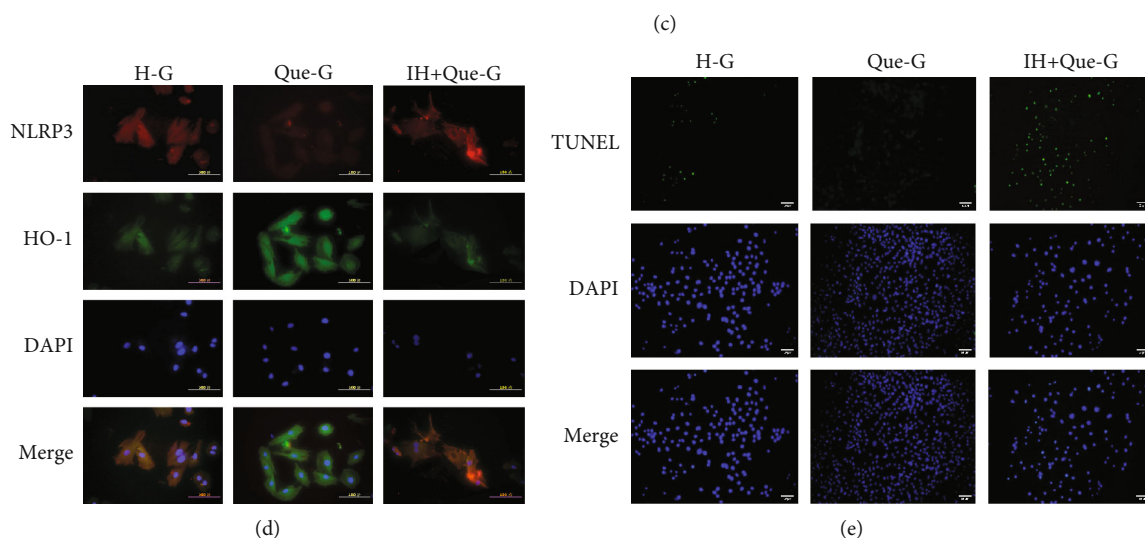 (c)
H-G Que-G IH+Que-G
NLRP3
HO-1
DAPI
Merge
(d)
H-G Que-G IH+Que-G
TUNEL
DAPI
Merge
(e)